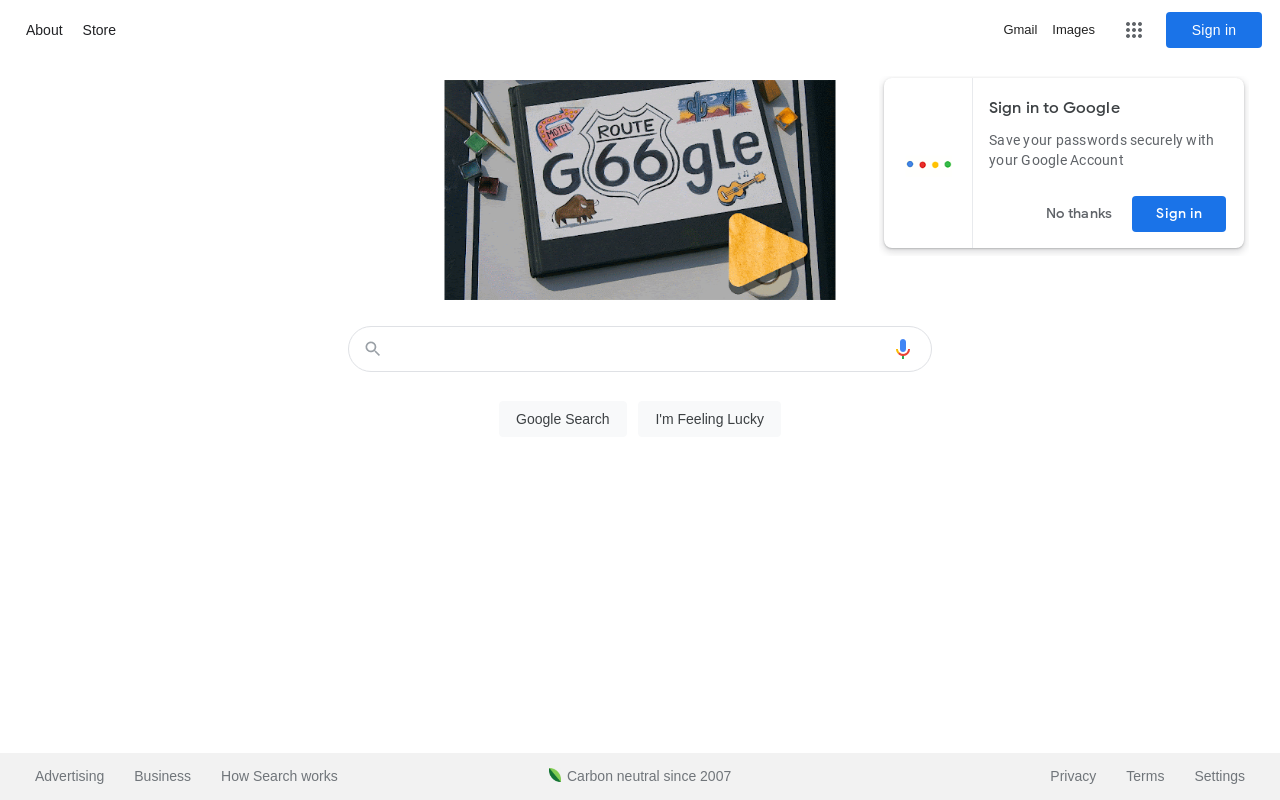 About Store
Gmail Images Sign in
MOTEL
ROUTE
G66gle
Sign in to Google
Save your passwords securely with
your Google Account
No thanks Sign in
Google Search I'm Feeling Lucky
Advertising Business How Search works
Carbon neutral since 2007
Privacy Terms Settings